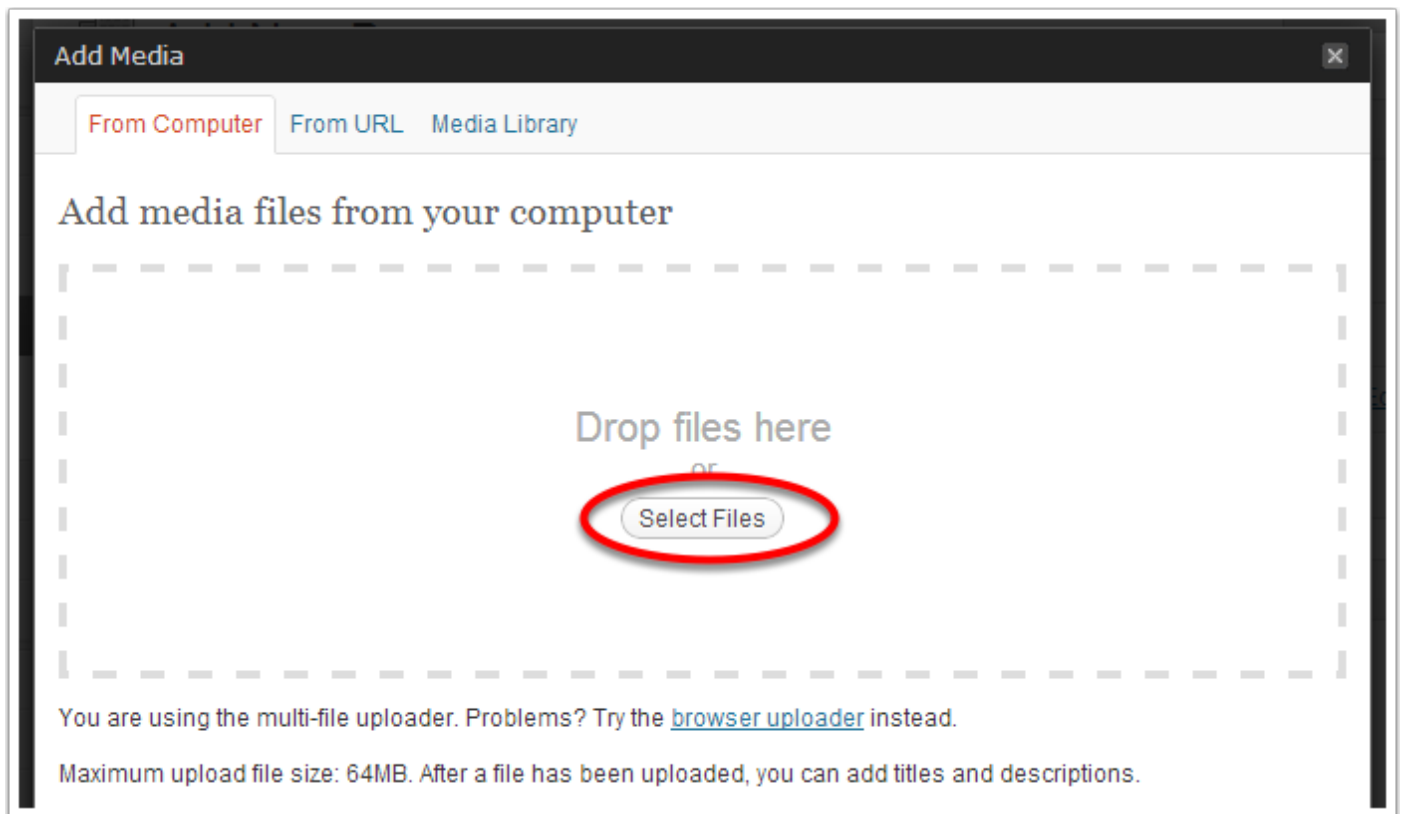 Add Media
From Computer From URL Media Library
Add media files from your computer
Drop files here
or
Select Files
You are using the multi-file uploader. Problems? Try the browser uploader instead.
Maximum upload file size: 64MB. After a file has been uploaded, you can add titles and descriptions.